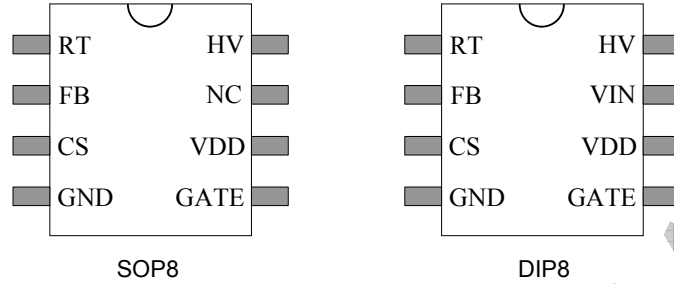 RT HV
FB NC
CS VDD
GND GATE
SOP8
RT HV
FB VIN
CS VDD
GND GATE
DIP8